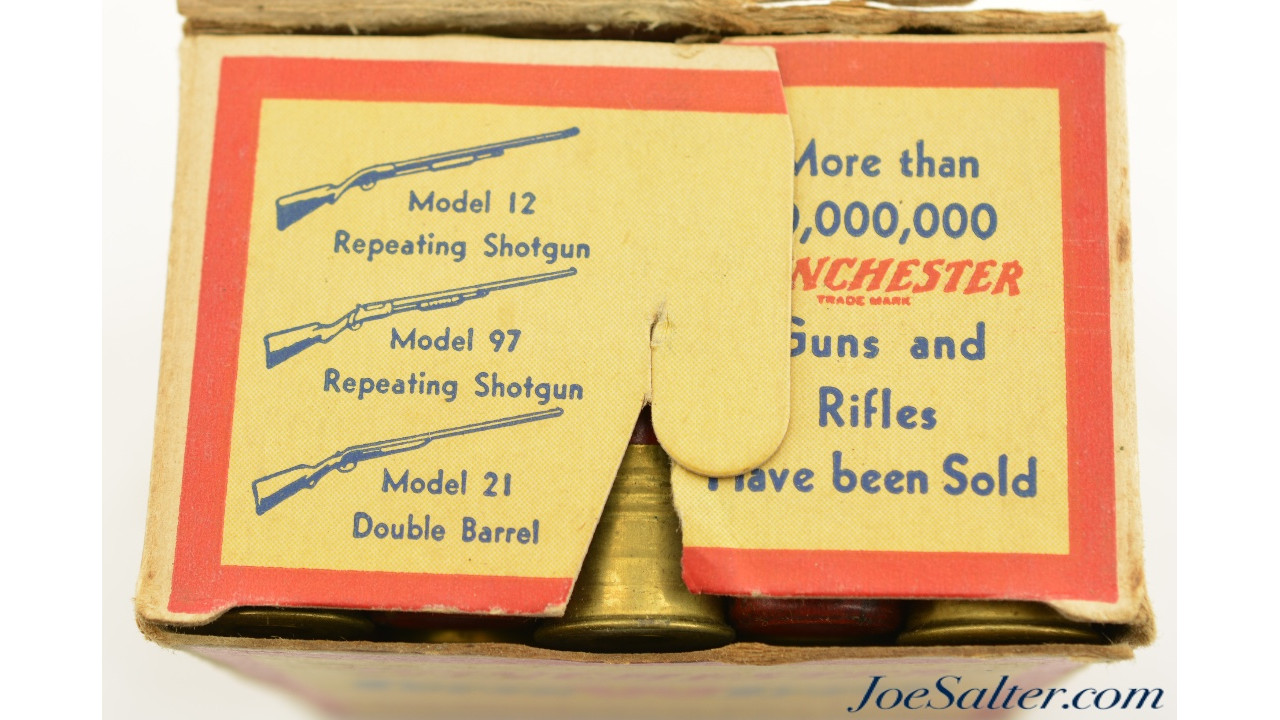 Model 12
Repeating Shotgun
Model 97
Repeating Shotgun
Model 21
Double Barrel
More than
,000,000
NCHESTER
TRADE MARK
Guns and
Rifles
Have been Sold
JoeSalter.com